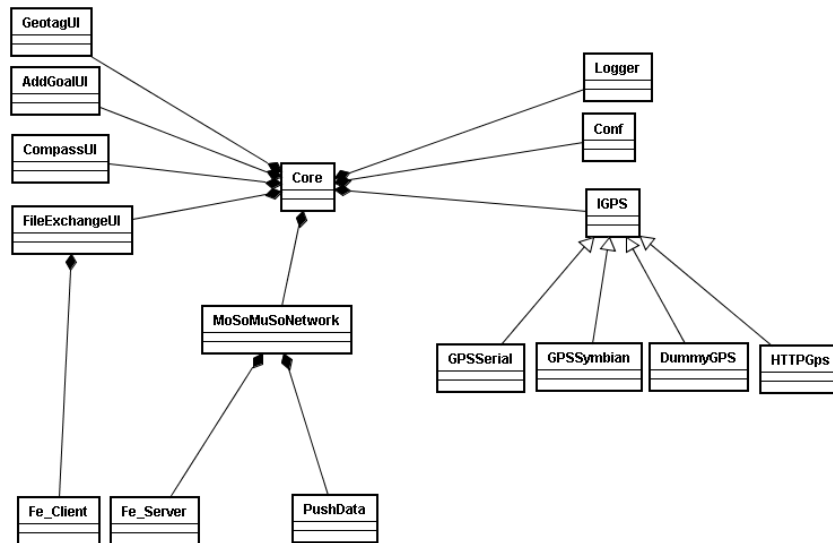 GeotagUI
AddGoalUI
Logger
Conf
CompassUI
Core
IGPS
FileExchangeUI
MoSoMuSoNetwork
GPSSerial
GPSSymbian
DummyGPS
HTTPGps
Fe_Client
Fe_Server
PushData